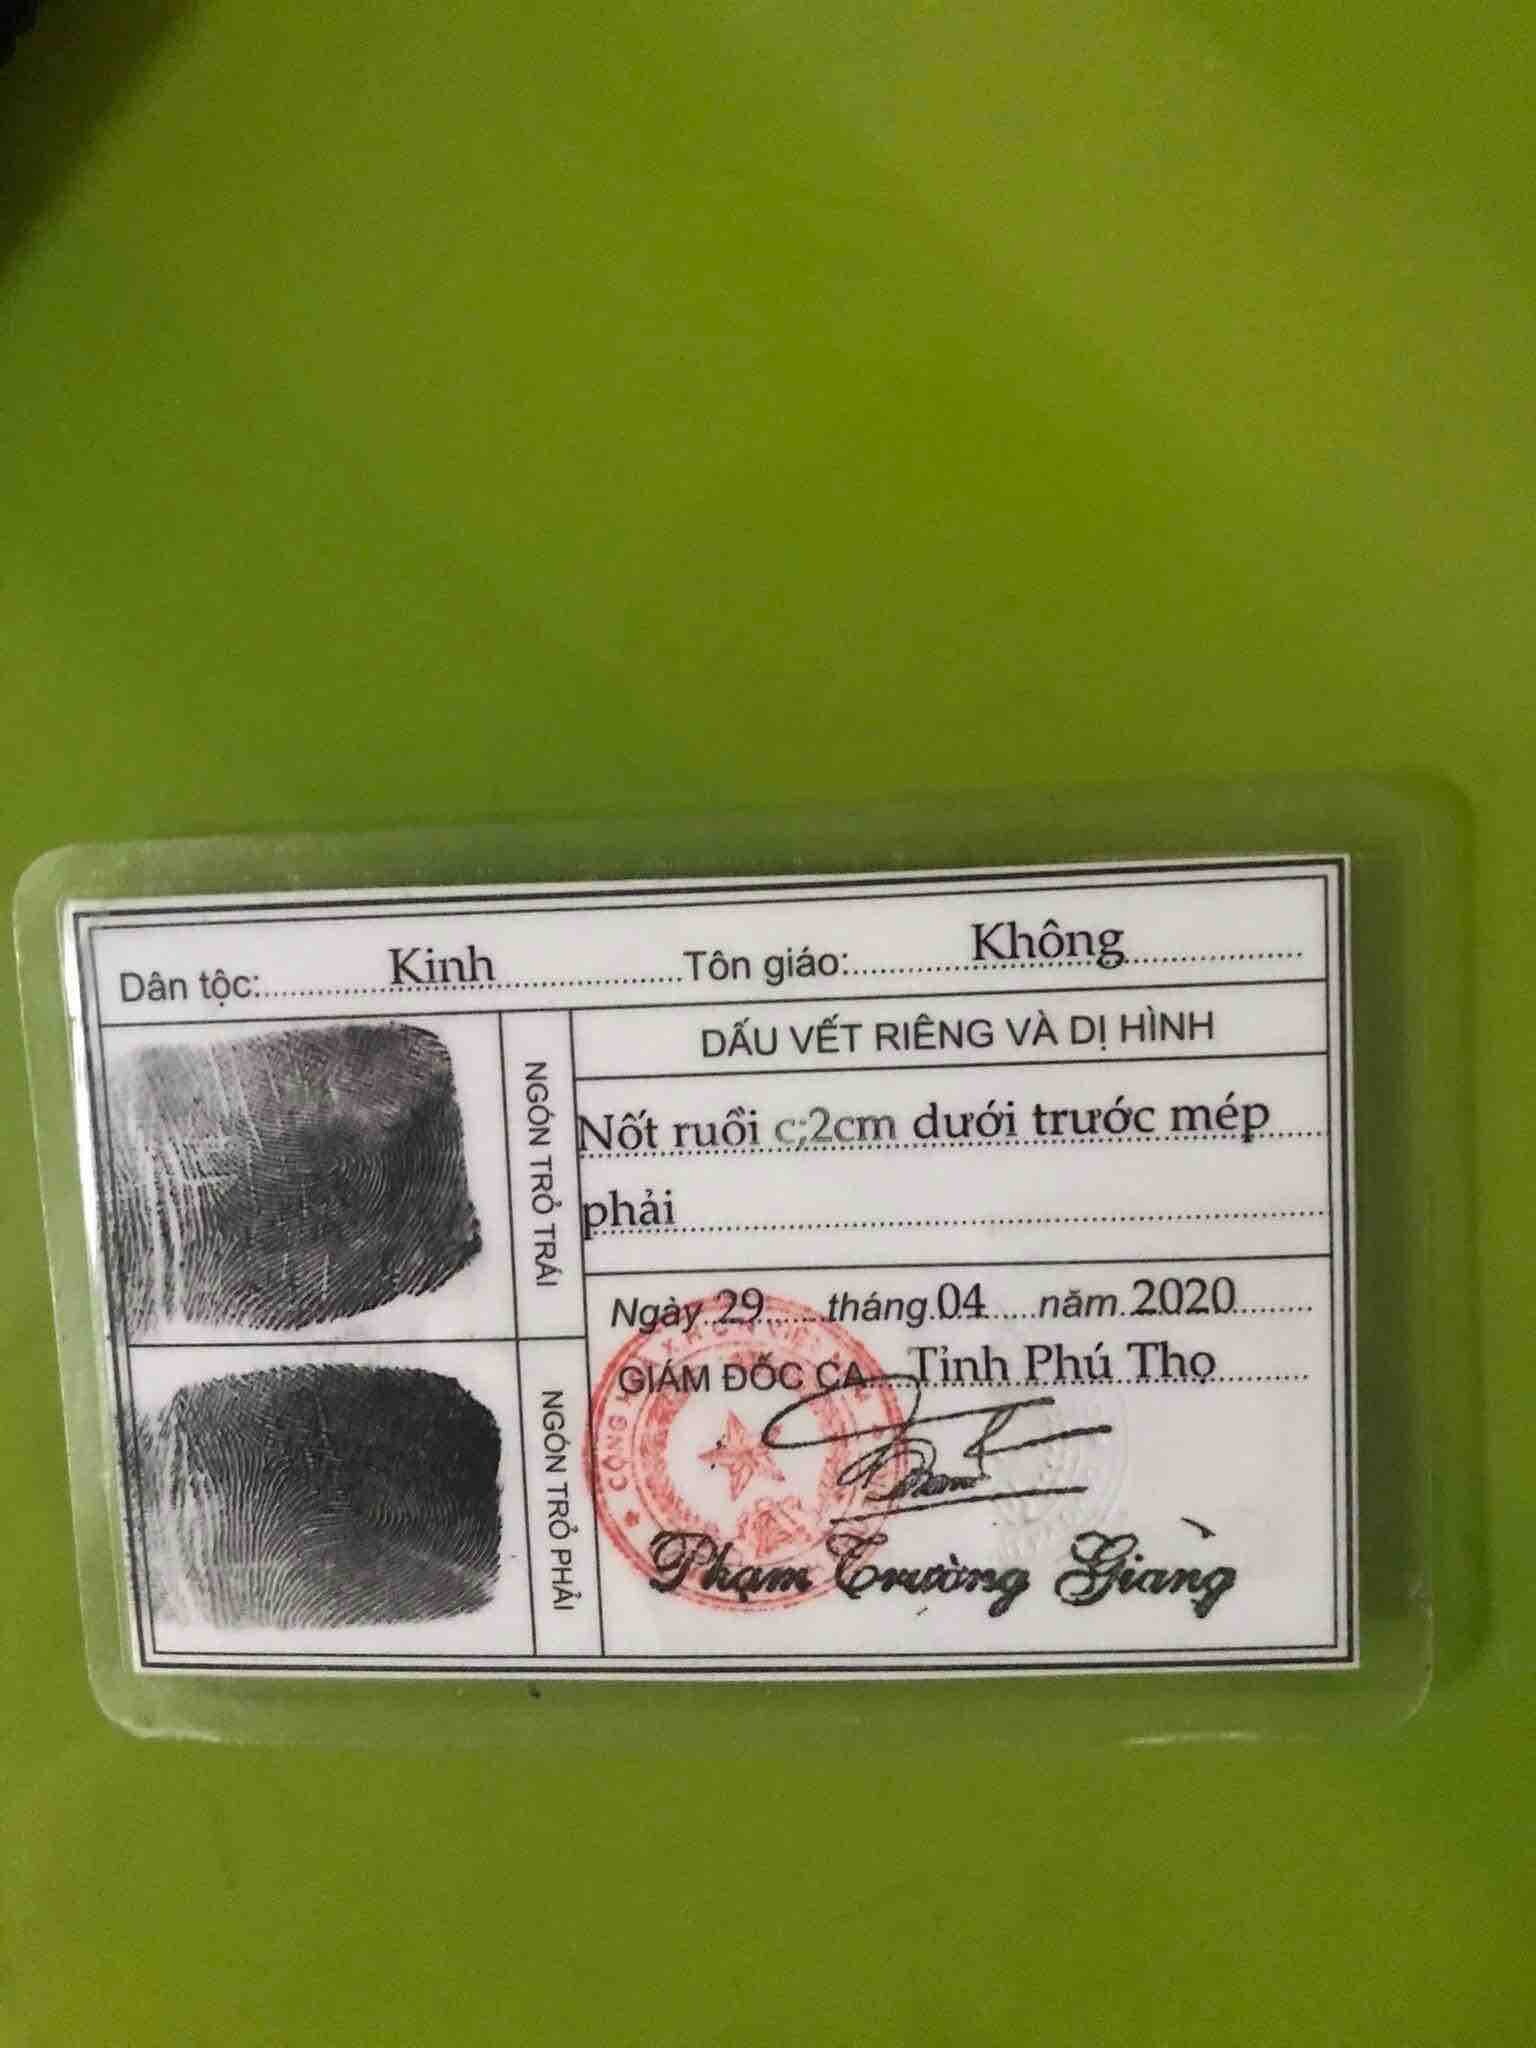 Dân tộc: Kinh Tôn giáo: Không
NGÓN TRỎ TRÁI
NGÓN TRỎ PHẢI
DẤU VẾT RIÊNG VÀ DỊ HÌNH
Nốt ruồi c;2cm dưới trước mép
phải
Ngày 29 tháng 04 năm 2020
GIÁM ĐỐC CA Tỉnh Phú Thọ
Phạm Trường Giang